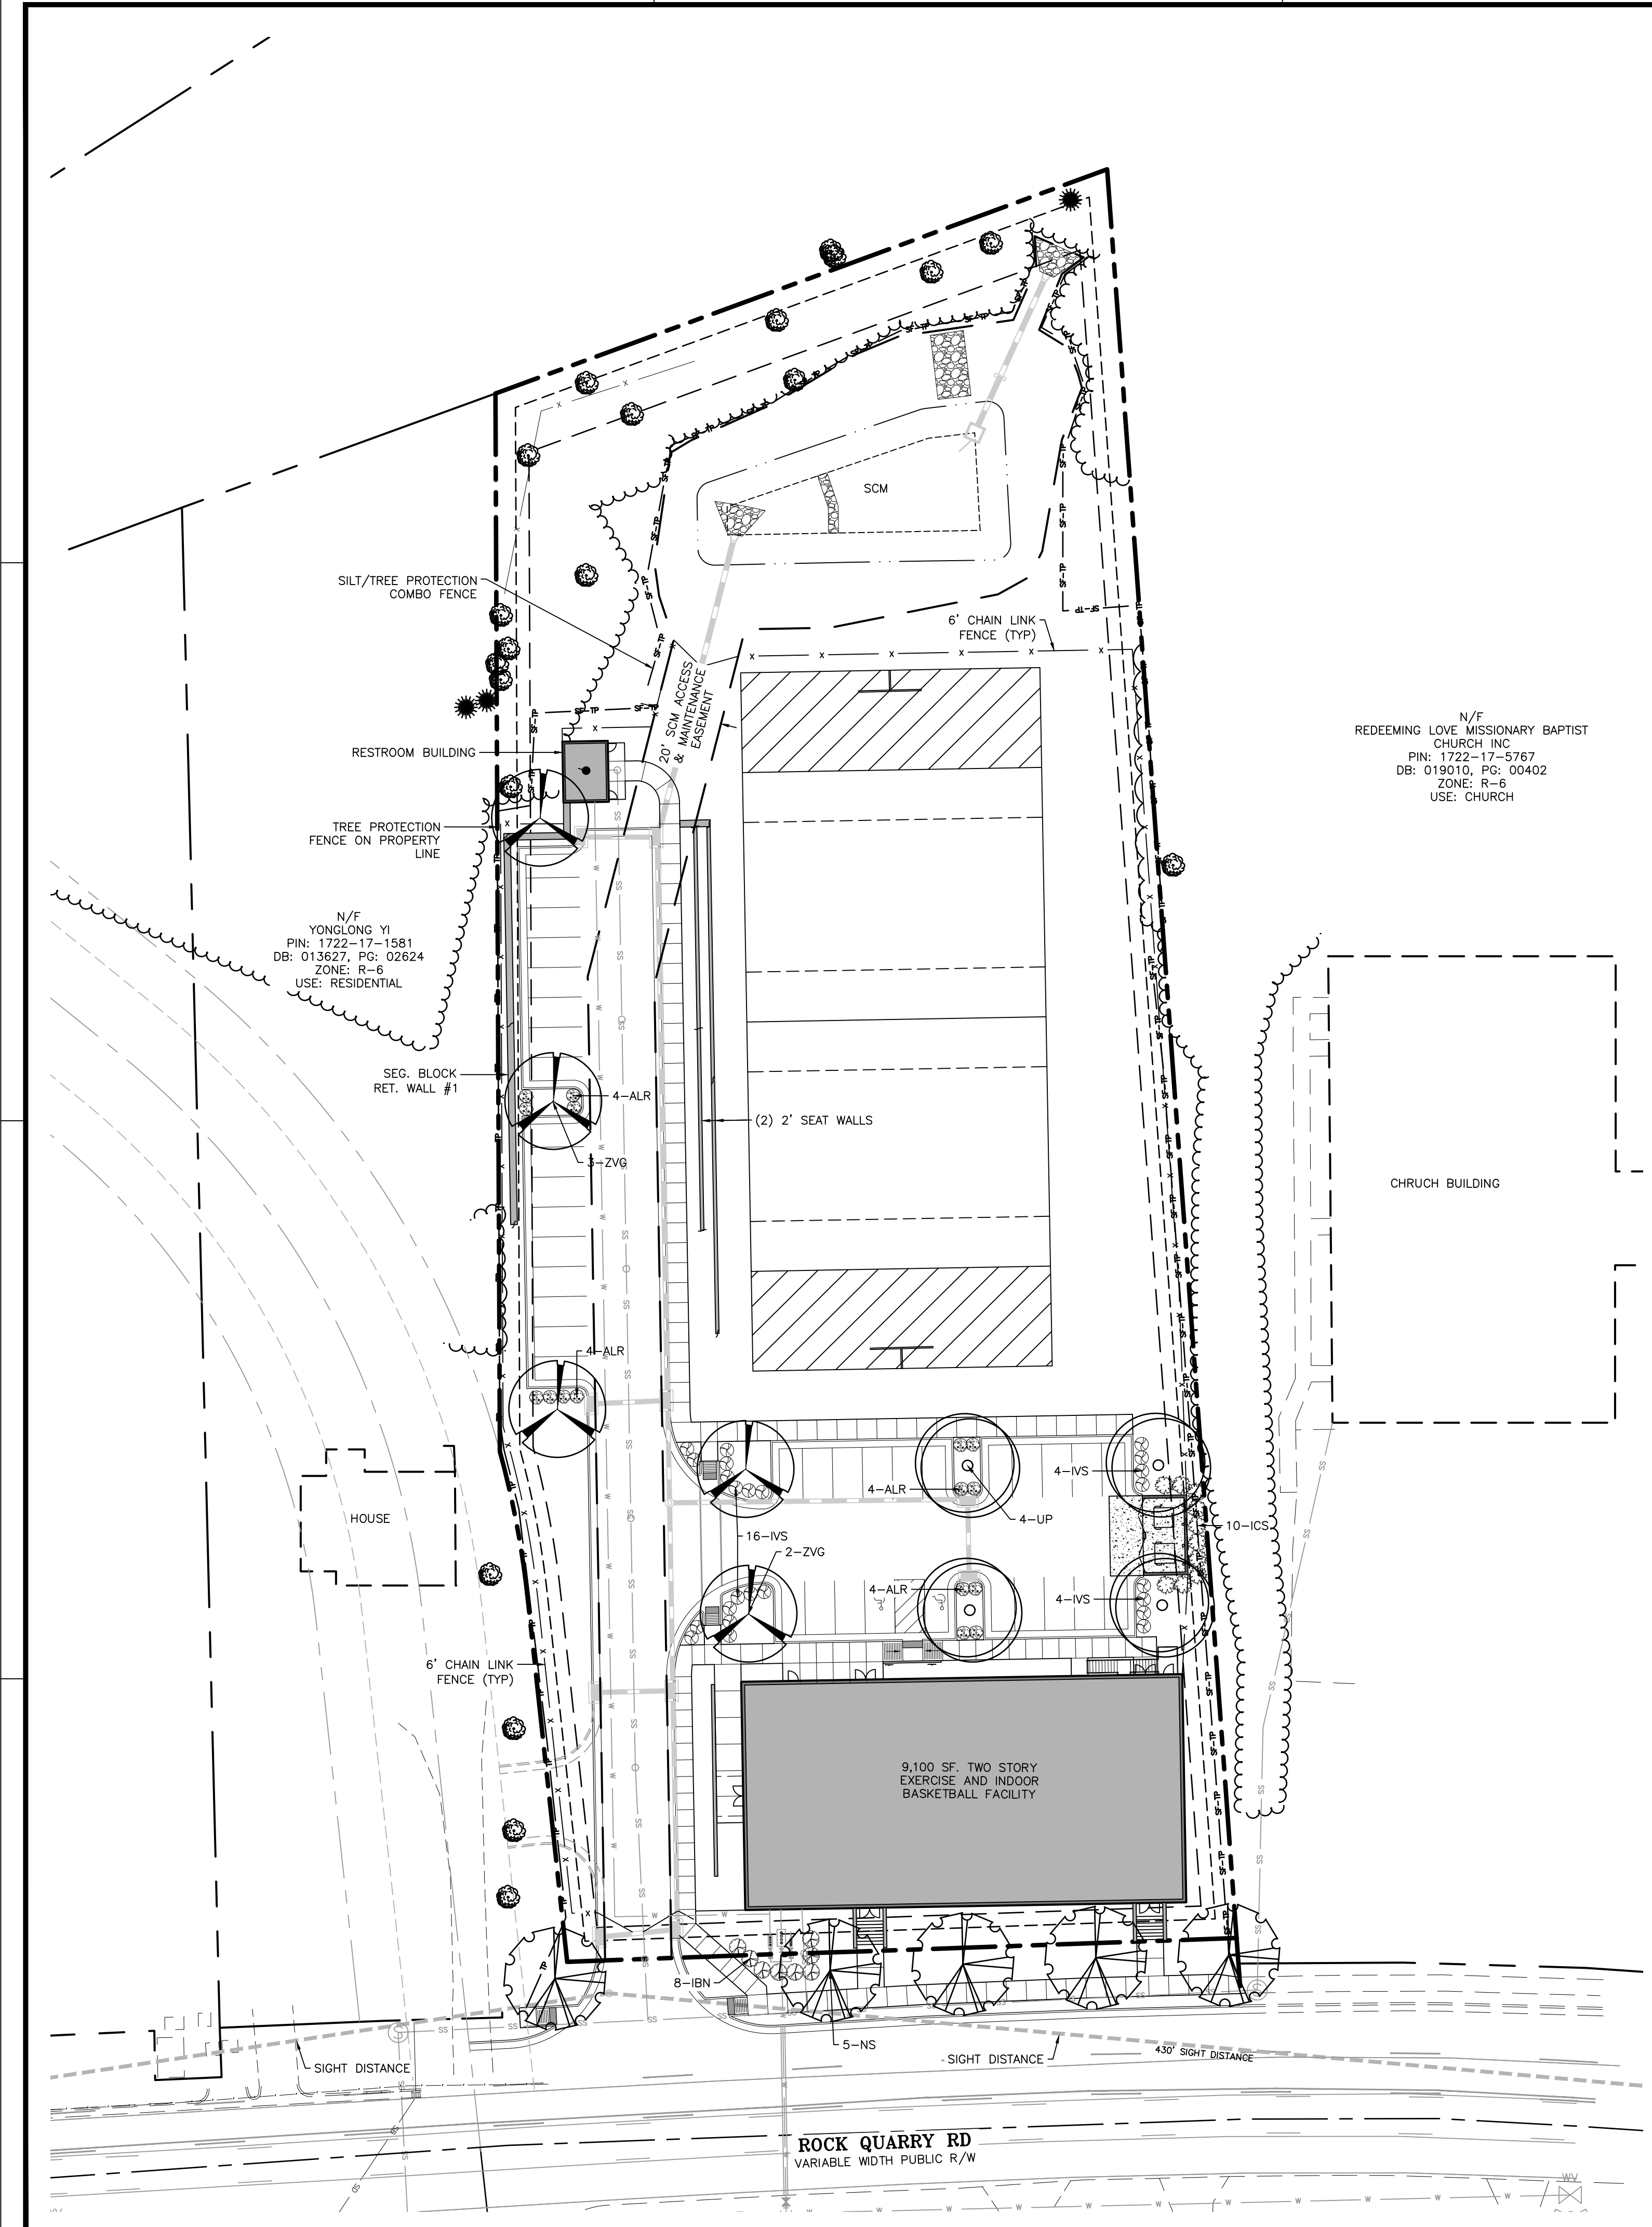 SCM
SILT/TREE PROTECTION
COMBO FENCE
6' CHAIN LINK
FENCE (TYP)
20' SCM ACCESS
& MAINTENANCE
EASEMENT
RESTROOM BUILDING
N/F
REDEEMING LOVE MISSIONARY BAPTIST
CHURCH INC
PIN: 1722-17-5767
DB: 019010, PG: 00402
ZONE: R-6
USE: CHURCH
TREE PROTECTION
FENCE ON PROPERTY
LINE
N/F
YONGLONG YI
PIN: 1722-17-1581
DB: 013627, PG: 02624
ZONE: R-6
USE: RESIDENTIAL
SEG. BLOCK
RET. WALL #1
4-ALR
(2) 2' SEAT WALLS
3-ZVG
CHRUCH BUILDING
4-ALR
HOUSE
4-ALR
4-IVS
4-UP
10-ICS
16-IVS
2-ZVG
4-ALR
4-IVS
6' CHAIN LINK
FENCE (TYP)
9,100 SF. TWO STORY
EXERCISE AND INDOOR
BASKETBALL FACILITY
8-IBN
5-NS
SIGHT DISTANCE
SIGHT DISTANCE
430' SIGHT DISTANCE
ROCK QUARRY RD
VARIABLE WIDTH PUBLIC R/W
WV